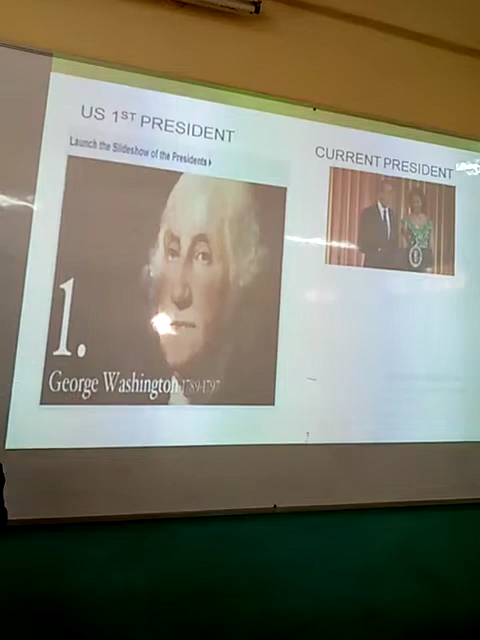 US 1ST PRESIDENT
Launch the Slideshow of the Presidents
1.
George Washington 1789-1797
CURRENT PRESIDENT